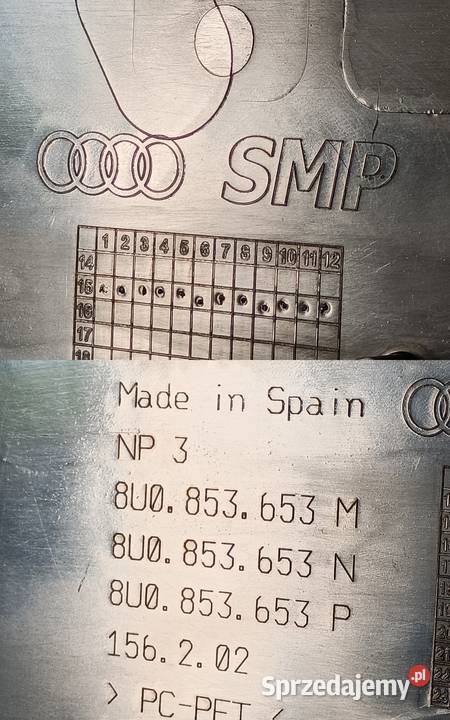 SMP
1 2 3 4 5 6 7 8 9 10 11 12
14
15
16
17
18
Made in Spain
NP 3
8U0.853.653 M
8U0.853.653 N
8U0.853.653 P
156.2.02
> PC-PET <
Sprzedajemy.pl